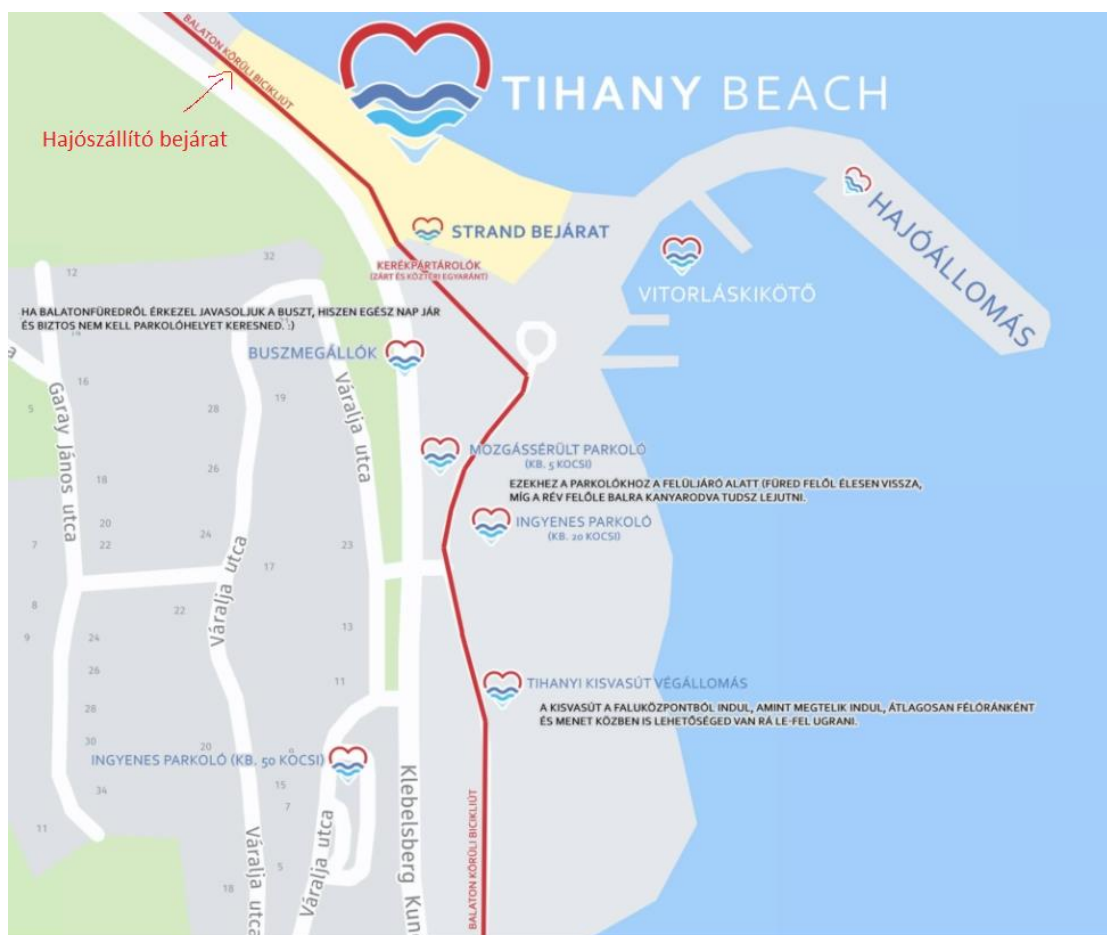 BALATON KÖRÜLI BICIKLIÚT
TIHANY BEACH
Hajószállító bejárat
HAJÓÁLLOMÁS
STRAND BEJÁRAT
KERÉKPÁRTÁROLÓK
(ZÁRT ÉS KÖZTÉRI EGYARÁNT)
VITORLÁSKIKÖTŐ
32
12
HA BALATONFÜREDRŐL ÉRKEZEL JAVASOLJUK A BUSZT, HISZEN EGÉSZ NAP JÁR
ÉS BIZTOS NEM KELL PARKOLÓHELYET KERESNED. :)
BUSZMEGÁLLÓK
16
19
28
5
Garay János utca
Váralja utca
MOZGÁSSÉRÜLT PARKOLÓ
(KB. 5 KOCSI)
26
18
EZEKHEZ A PARKOLÓKHOZ A FELÜLJÁRÓ ALATT (FÜRED FELŐL ÉLESEN VISSZA,
MÍG A RÉV FELŐLE BALRA KANYARODVA TUDSZ LEJUTNI.
INGYENES PARKOLÓ
(KB. 20 KOCSI)
20
24
7
22
23
17
Váralja utca
8
22
9
24
13
26
11
TIHANYI KISVASÚT VÉGÁLLOMÁS
A KISVASÚT A FALUKÖZPONTBÓL INDUL, AMINT MEGTELIK INDUL, ÁTLAGOSAN FÉLÓRÁNKÉNT
ÉS MENET KÖZBEN IS LEHETŐSÉGED VAN RÁ LE-FEL UGRANI.
28
30
20
INGYENES PARKOLÓ (KB. 50 KOCSI)
34
15
7
11
5
18
Váralja utca
Váralja utca
Klebelsberg Kuno
BALATON KÖRÜLI BICIKLIÚT